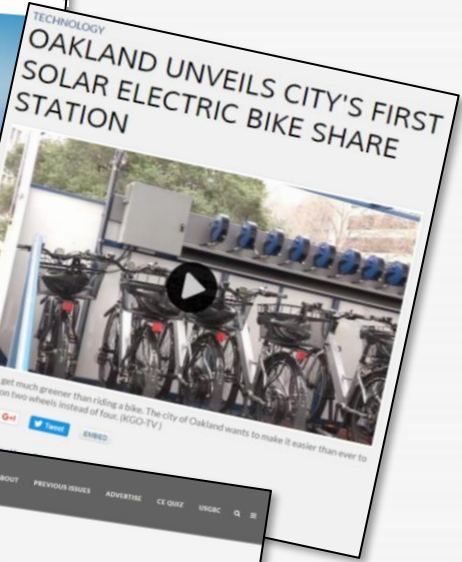 TECHNOLOGY
OAKLAND UNVEILS CITY'S FIRST
SOLAR ELECTRIC BIKE SHARE
STATION
get much greener than riding a bike. The city of Oakland wants to make it easier than ever to
on two wheels instead of four. (KGO-TV)
G+1 Tweet EMBED
BOUT PREVIOUS ISSUES ADVERTISE CE QUIZ USGBC